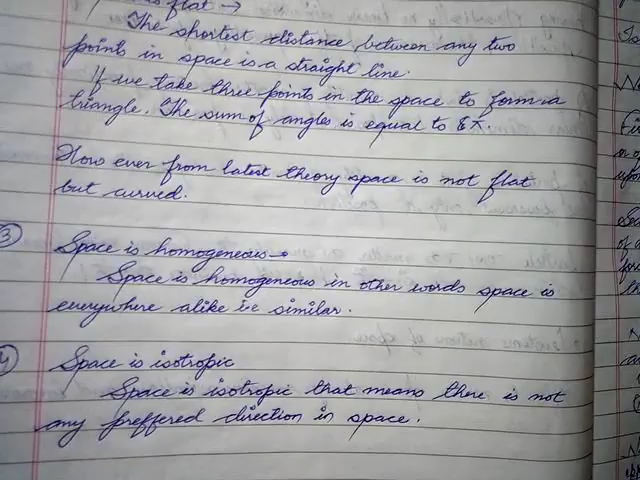 is flat →
The shortest distance between any two
points in space is a straight line.
If we take three points in the space to form a
triangle. The sum of angles is equal to π.
How ever from latest theory space is not flat
but curved.
3 Space is homogeneous →
Space is homogeneous in other words space is
everywhere alike i.e similar.
4 Space is isotropic
Space is isotropic that means there is not
any preffered direction in space.